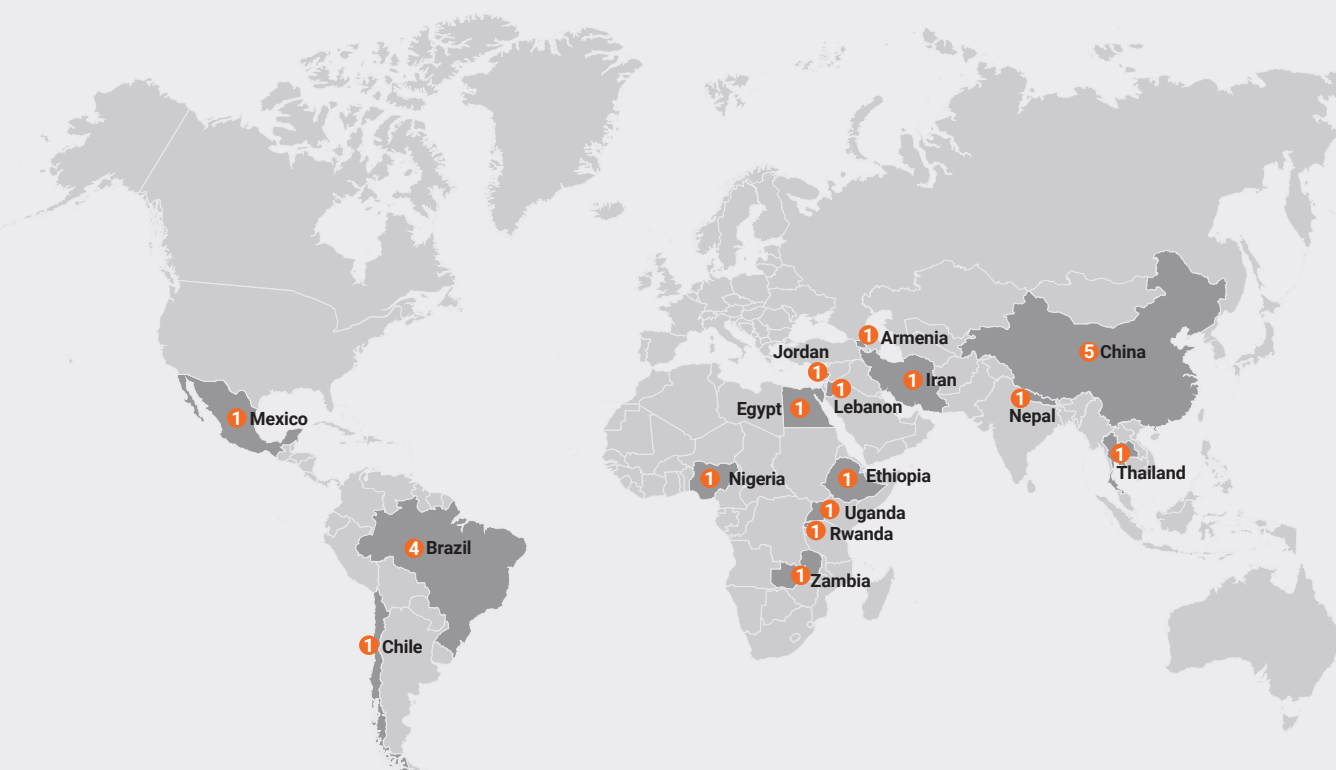 1 Armenia
Jordan
1
5 China
1 Iran
1
Lebanon
Egypt 1
1
Nepal
1 Mexico
1
Thailand
1 Nigeria
1 Ethiopia
1 Uganda
1 Rwanda
4 Brazil
1 Zambia
1 Chile